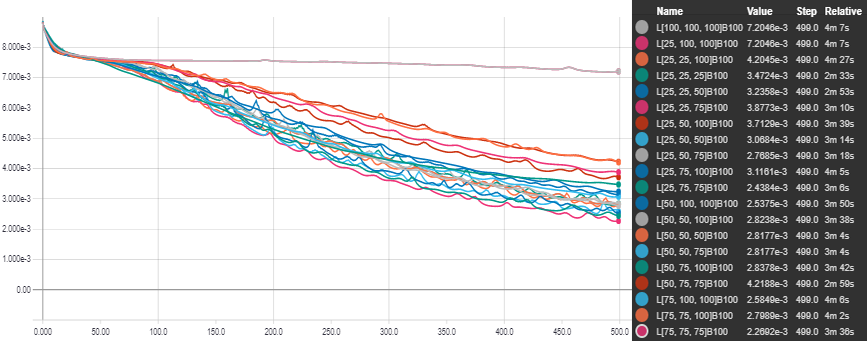 8.000e-3
7.000e-3
6.000e-3
5.000e-3
4.000e-3
3.000e-3
2.000e-3
1.000e-3
0.00
0.000 50.00 100.0 150.0 200.0 250.0 300.0 350.0 400.0 450.0 500.0
Name Value Step Relative
L[100, 100, 100]B100 7.2046e-3 499.0 4m 7s
L[25, 100, 100]B100 7.2046e-3 499.0 4m 7s
L[25, 25, 100]B100 4.2045e-3 499.0 4m 27s
L[25, 25, 25]B100 3.4724e-3 499.0 2m 33s
L[25, 25, 50]B100 3.2358e-3 499.0 2m 53s
L[25, 25, 75]B100 3.8773e-3 499.0 3m 10s
L[25, 50, 100]B100 3.7129e-3 499.0 3m 39s
L[25, 50, 50]B100 3.0684e-3 499.0 3m 14s
L[25, 50, 75]B100 2.7685e-3 499.0 3m 18s
L[25, 75, 100]B100 3.1161e-3 499.0 4m 5s
L[25, 75, 75]B100 2.4384e-3 499.0 3m 6s
L[50, 100, 100]B100 2.5375e-3 499.0 3m 50s
L[50, 50, 100]B100 2.8238e-3 499.0 3m 38s
L[50, 50, 50]B100 2.8177e-3 499.0 3m 4s
L[50, 50, 75]B100 2.8177e-3 499.0 3m 4s
L[50, 75, 100]B100 2.8378e-3 499.0 3m 42s
L[50, 75, 75]B100 4.2188e-3 499.0 2m 59s
L[75, 100, 100]B100 2.5849e-3 499.0 4m 6s
L[75, 75, 100]B100 2.7989e-3 499.0 4m 2s
L[75, 75, 75]B100 2.2692e-3 499.0 3m 36s